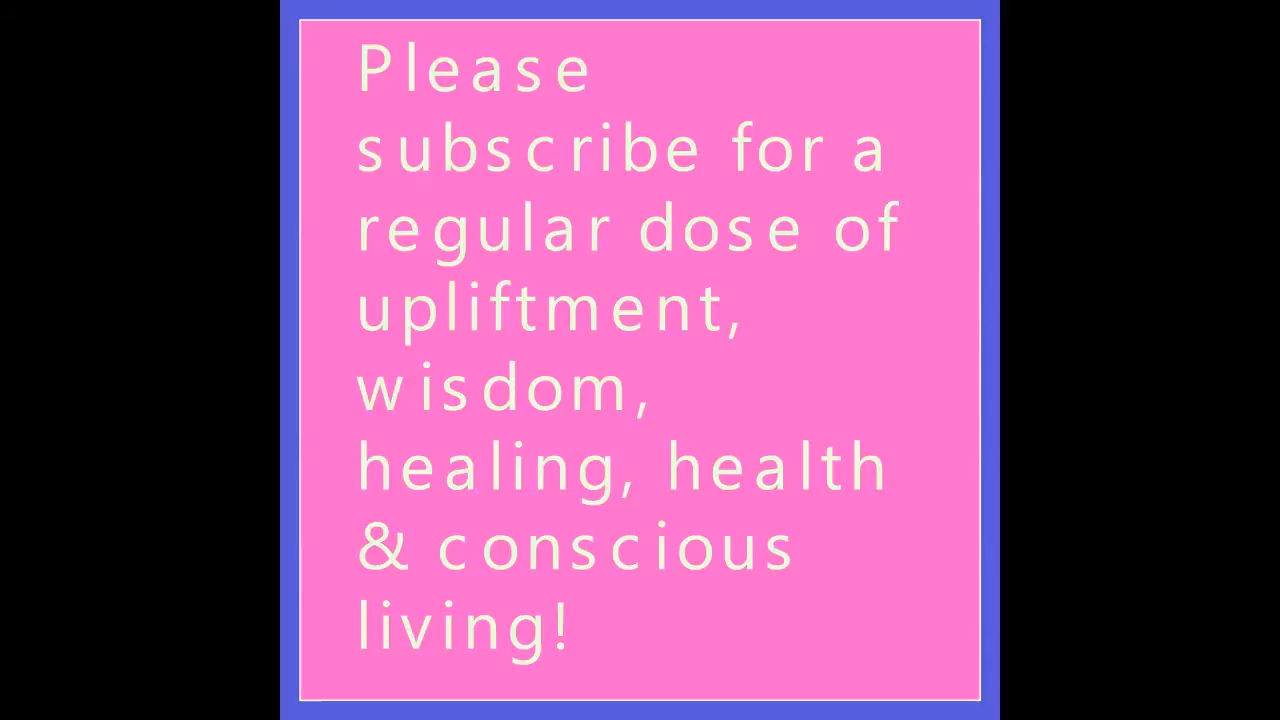 Please
subscribe for a
regular dose of
upliftment,
wisdom,
healing, health
& conscious
living!